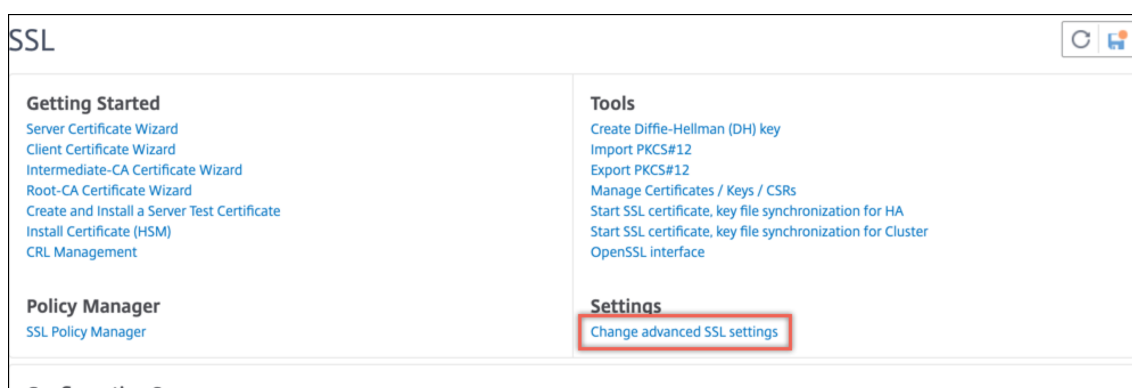 SSL
Getting Started
Server Certificate Wizard
Client Certificate Wizard
Intermediate-CA Certificate Wizard
Root-CA Certificate Wizard
Create and Install a Server Test Certificate
Install Certificate (HSM)
CRL Management
Tools
Create Diffie-Hellman (DH) key
Import PKCS#12
Export PKCS#12
Manage Certificates / Keys / CSRs
Start SSL certificate, key file synchronization for HA
Start SSL certificate, key file synchronization for Cluster
OpenSSL interface
Policy Manager
SSL Policy Manager
Settings
Change advanced SSL settings